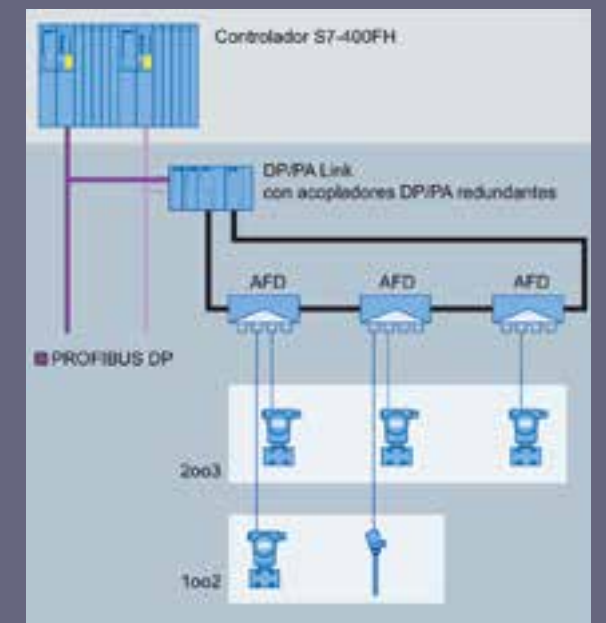 Controlador S7-400FH
DP/PA Link
con acopladores DP/PA redundantes
AFD AFD AFD
PROFIBUS DP
2oo3
1oo2